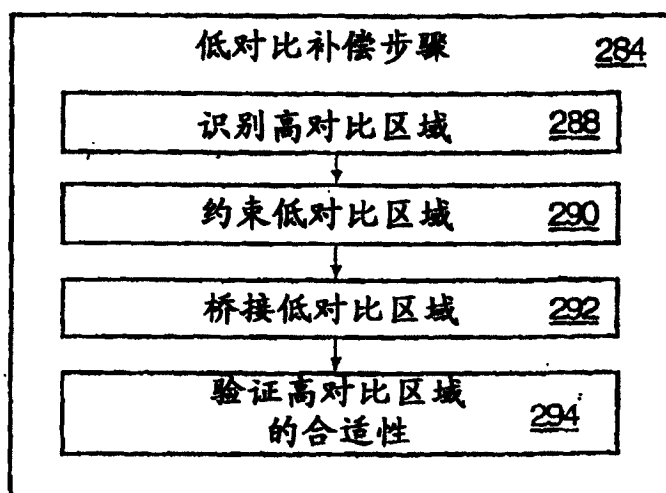 低对比补偿步骤 284
识别高对比区域 288
约束低对比区域 290
桥接低对比区域 292
验证高对比区域
的合适性 294